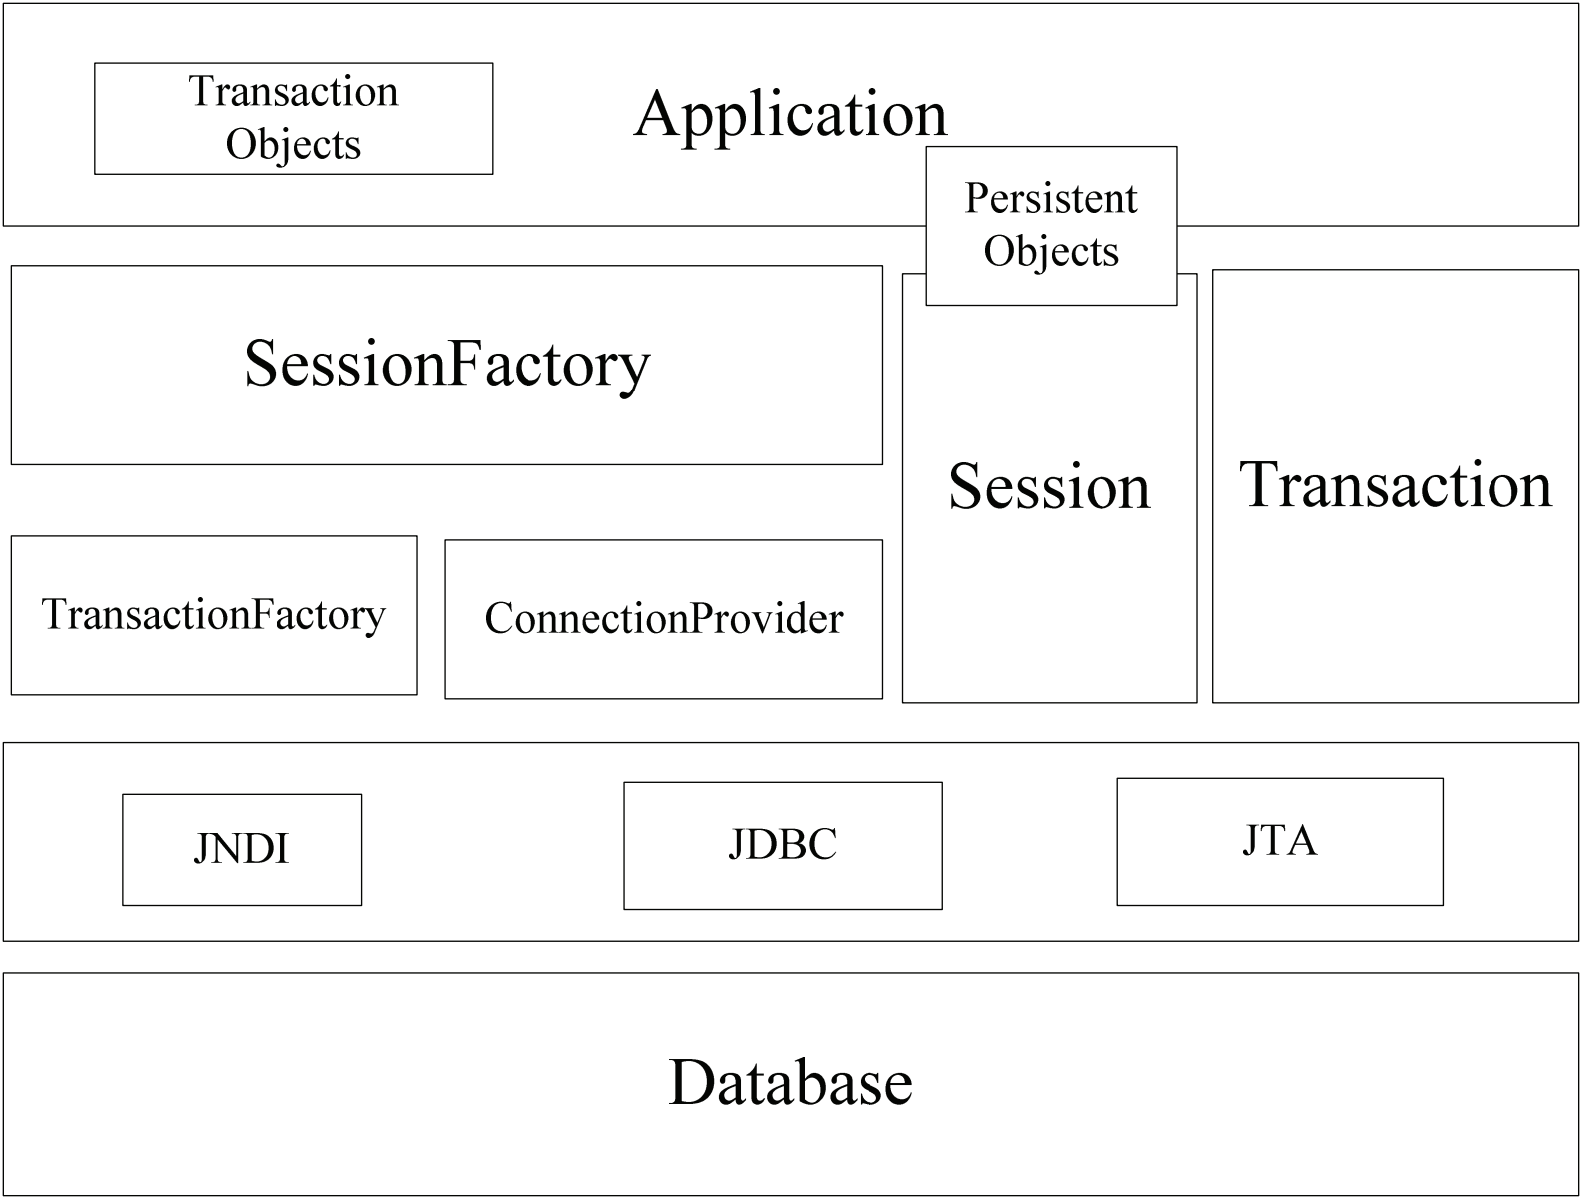 Transaction
Objects
Application
Persistent
Objects
SessionFactory
Session
Transaction
TransactionFactory
ConnectionProvider
JNDI
JDBC
JTA
Database